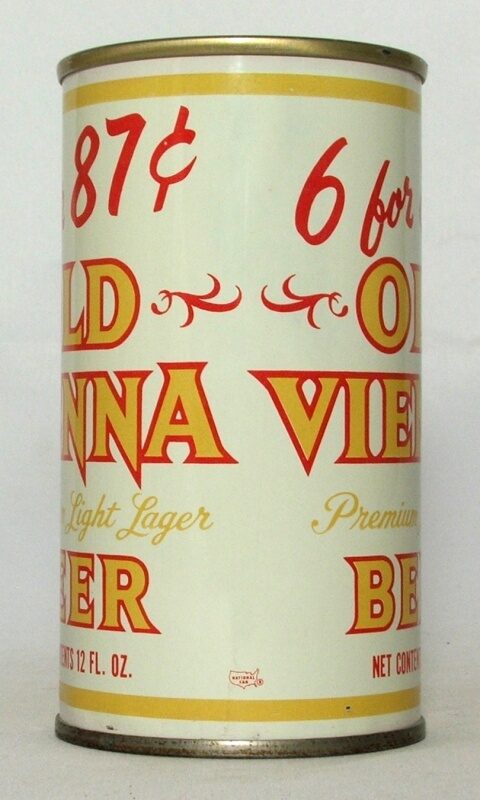 87¢
6 for
LD
OL
NNA
VIEN
Light Lager
Premium
EER
BE
ENTS 12 FL. OZ.
NET CONTEN
NATIONAL
CAN